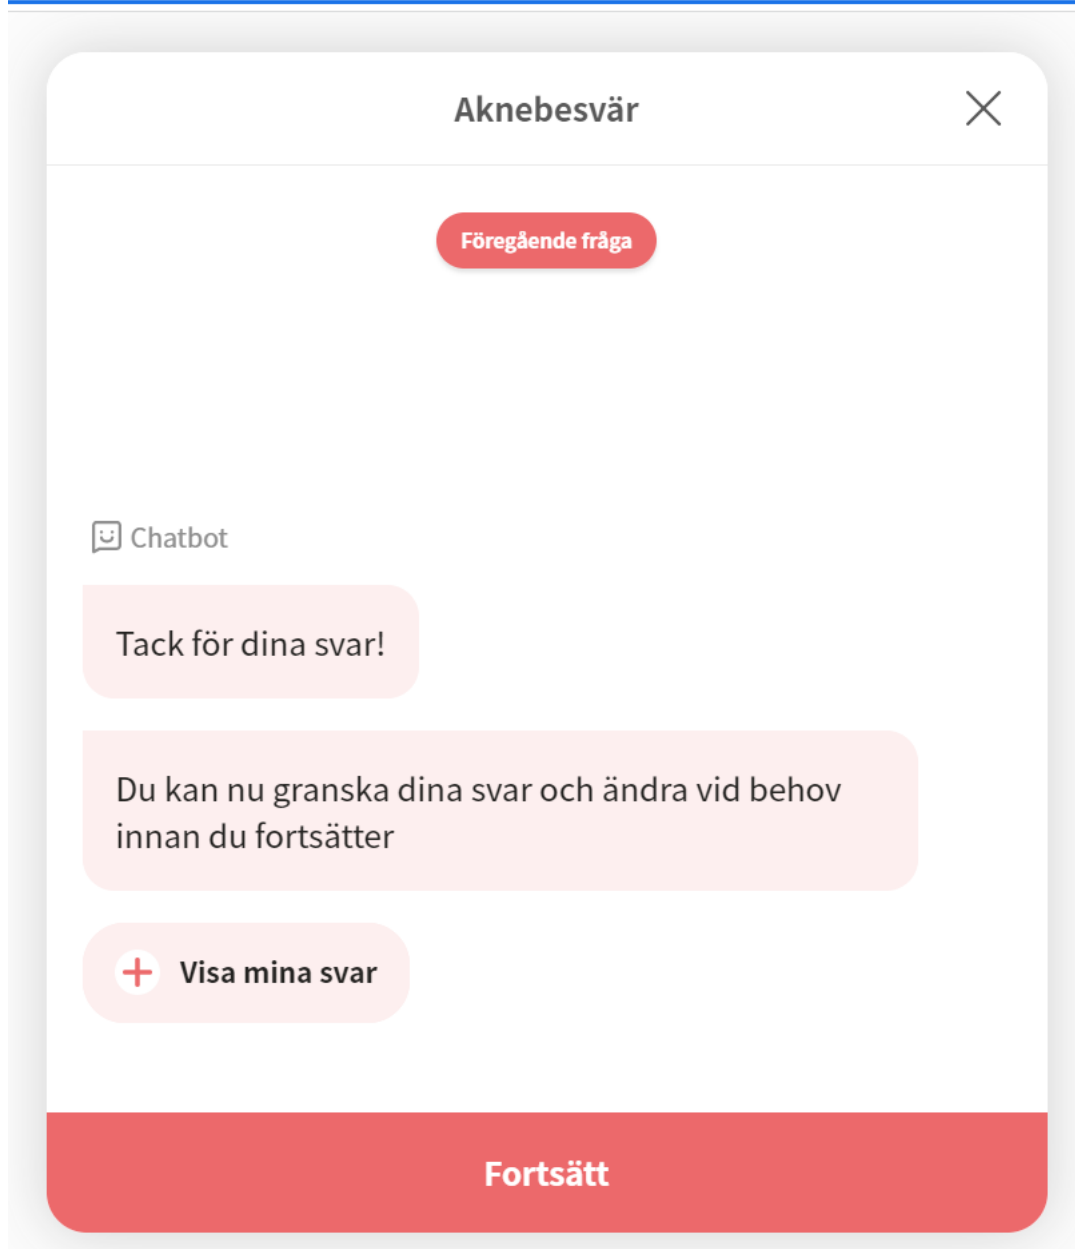 Aknebesvär
Föregående fråga
Chatbot
Tack för dina svar!
Du kan nu granska dina svar och ändra vid behov
innan du fortsätter
Visa mina svar
Fortsätt